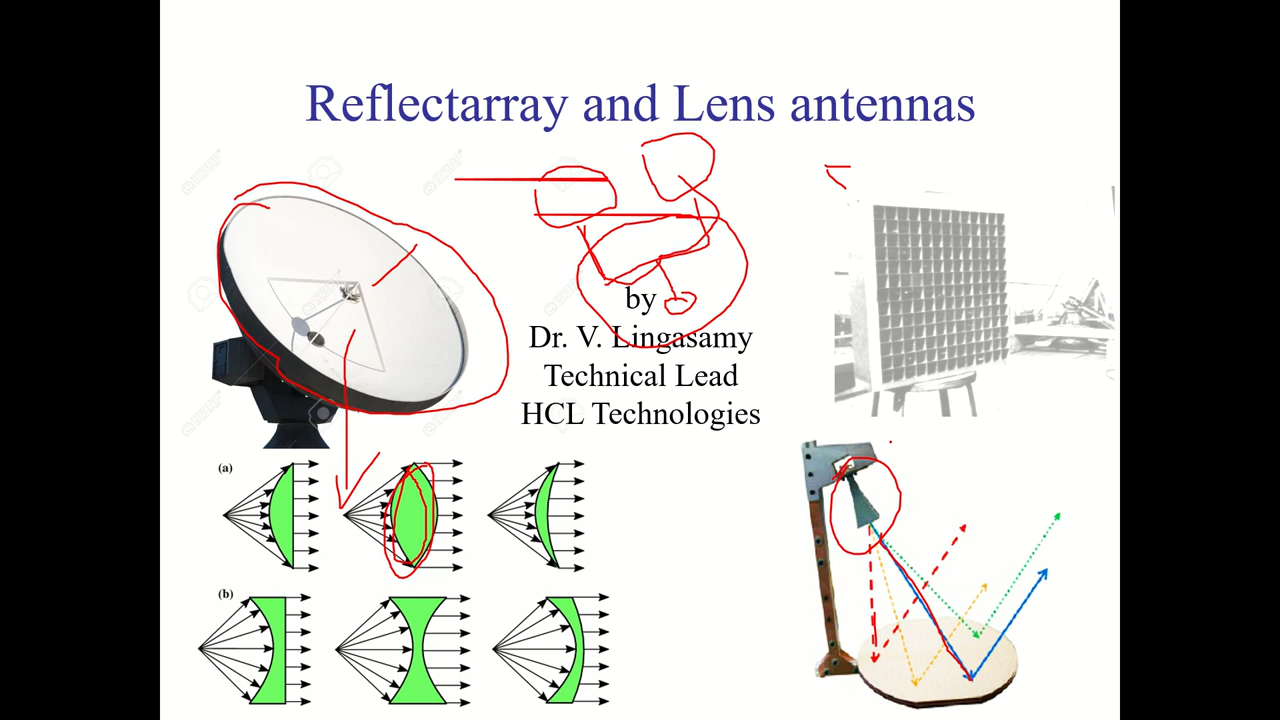 Reflectarray and Lens antennas
by
Dr. V. Lingasamy
Technical Lead
HCL Technologies
(a)
(b)